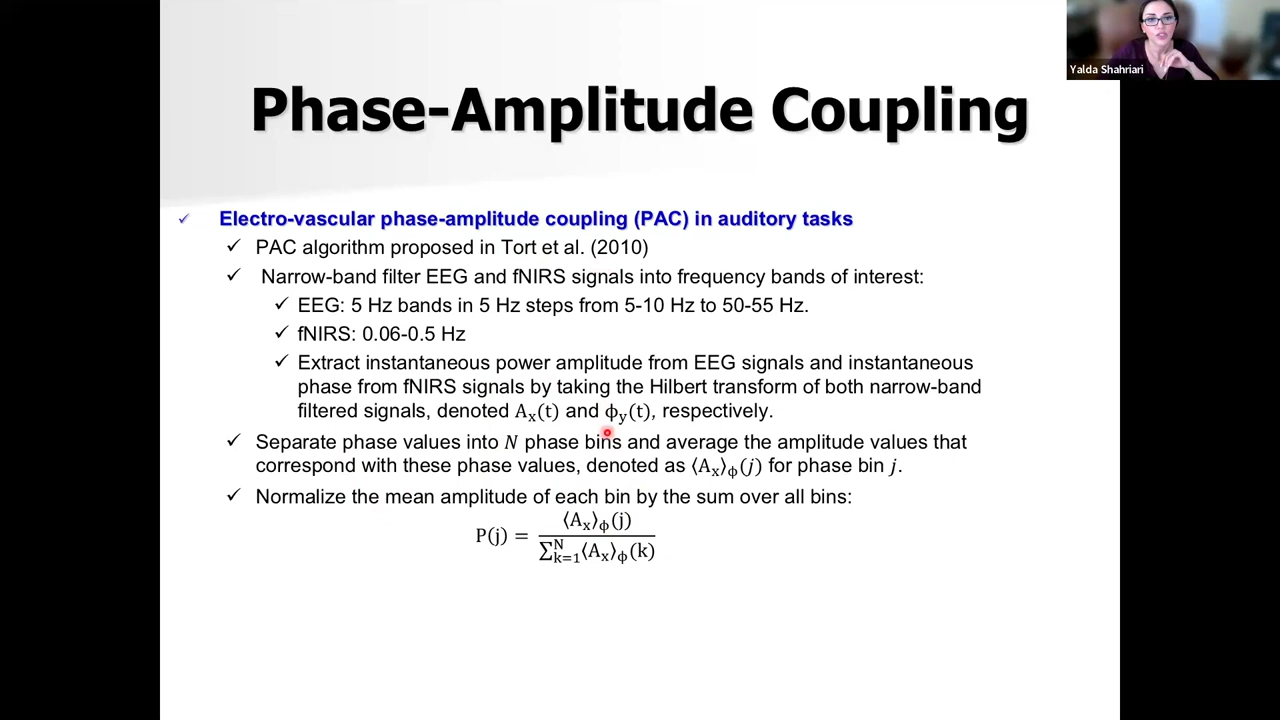 Yalda Shahriari
Phase-Amplitude Coupling
✓ Electro-vascular phase-amplitude coupling (PAC) in auditory tasks
✓ PAC algorithm proposed in Tort et al. (2010)
✓ Narrow-band filter EEG and fNIRS signals into frequency bands of interest:
✓ EEG: 5 Hz bands in 5 Hz steps from 5-10 Hz to 50-55 Hz.
✓ fNIRS: 0.06-0.5 Hz
✓ Extract instantaneous power amplitude from EEG signals and instantaneous
phase from fNIRS signals by taking the Hilbert transform of both narrow-band
filtered signals, denoted Aₓ(t) and ϕ_y(t), respectively.
✓ Separate phase values into N phase bins and average the amplitude values that
correspond with these phase values, denoted as ⟨Aₓ⟩_ϕ(j) for phase bin j.
✓ Normalize the mean amplitude of each bin by the sum over all bins:
P(j) = ⟨Aₓ⟩_ϕ(j) / ∑_{k=1}^{N}⟨Aₓ⟩_ϕ(k)